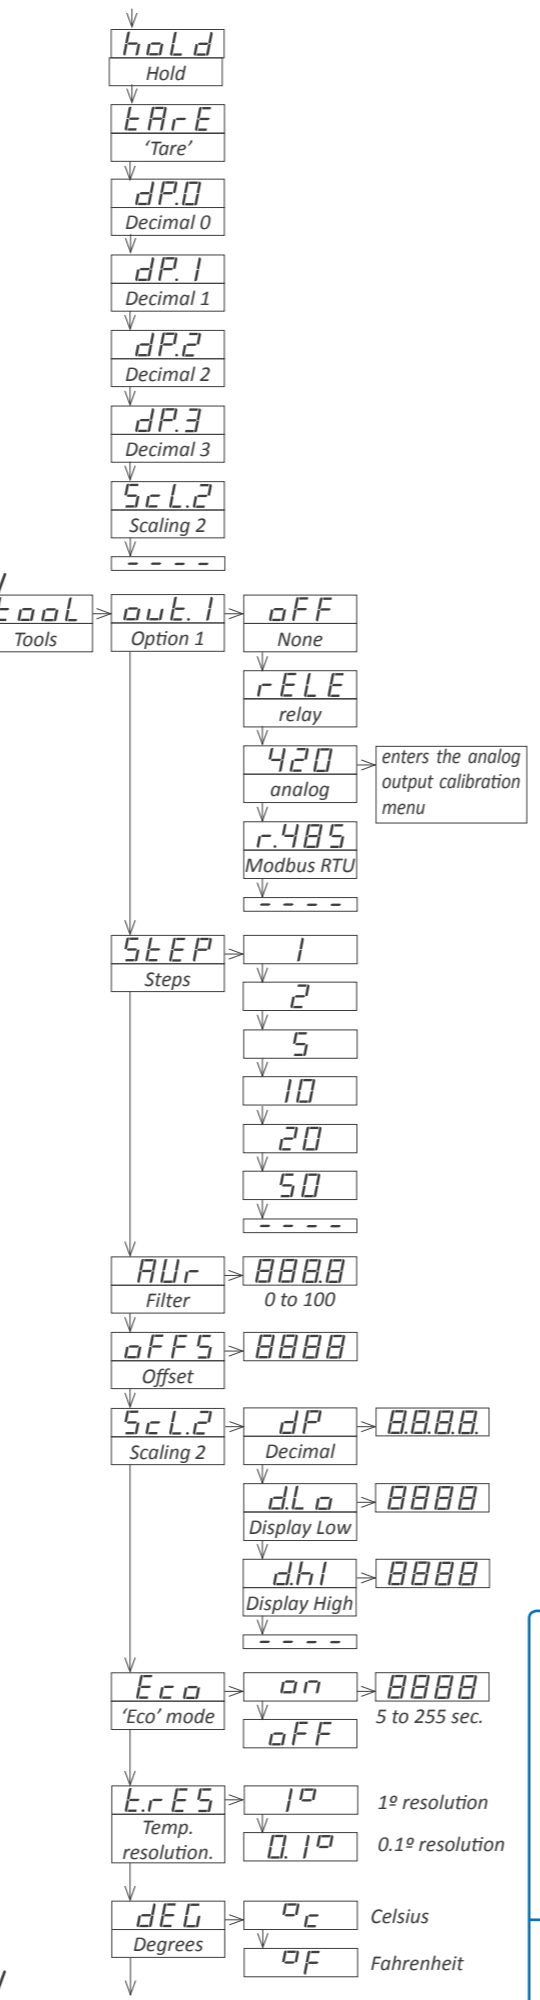 hoLd
Hold
tArE
‘Tare’
dP.0
Decimal 0
dP.1
Decimal 1
dP.2
Decimal 2
dP.3
Decimal 3
ScL.2
Scaling 2
----
tooL
Tools
out.1
Option 1
oFF
None
rELE
relay
420
analog
enters the analog
output calibration
menu
r.485
Modbus RTU
----
StEP
Steps
1
2
5
10
20
50
----
AUr
Filter
888.8
0 to 100
oFFS
Offset
8888
ScL.2
Scaling 2
dP
Decimal
8.8.8.8.
d.Lo
Display Low
8888
d.hI
Display High
8888
----
Eco
‘Eco’ mode
on
8888
5 to 255 sec.
oFF
t.rES
Temp.
resolution.
1º
1º resolution
0.1º
0.1º resolution
dEG
Degrees
ºc
Celsius
ºF
Fahrenheit